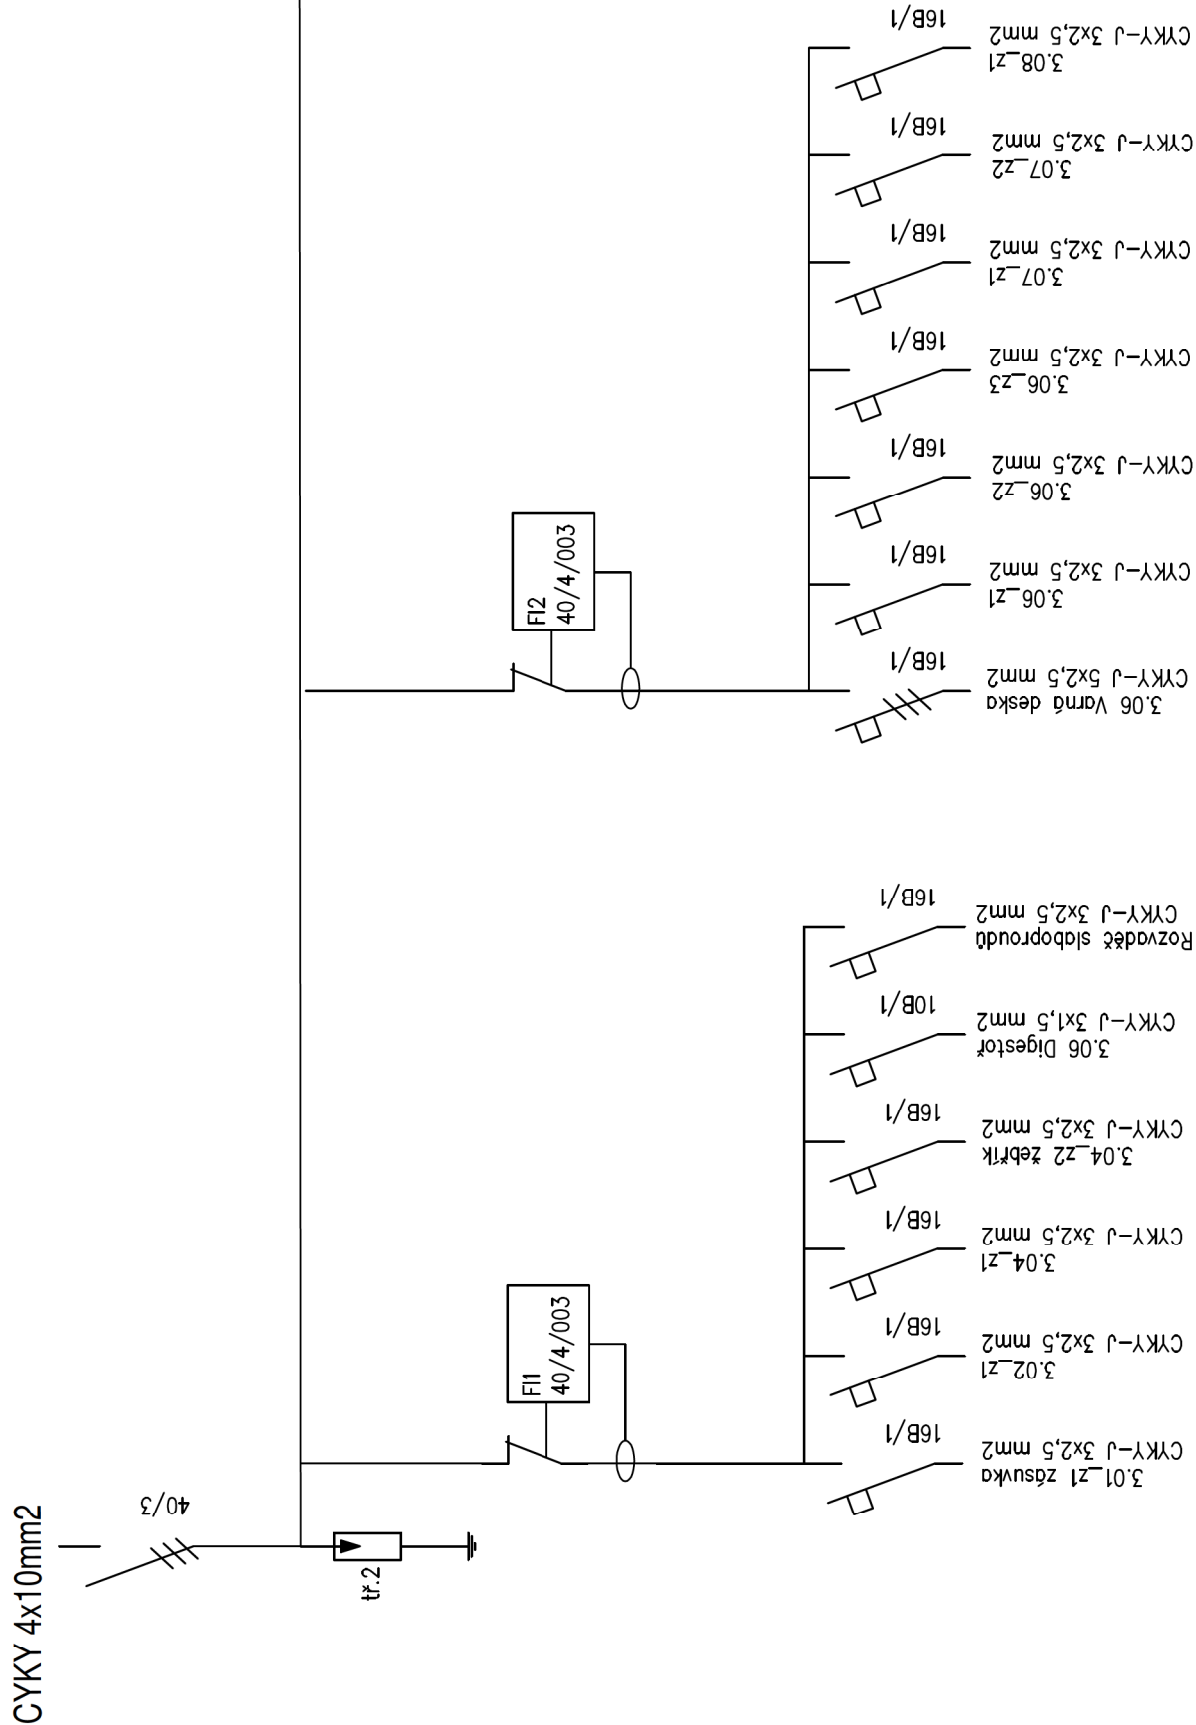 CYKY 4x10mm2
40/3
tř.2
FI1
40/4/003
16B/1
3.01_z1 zásuvka
CYKY-J 3x2,5 mm2
16B/1
3.02_z1
CYKY-J 3x2,5 mm2
16B/1
3.04_z1
CYKY-J 3x2,5 mm2
16B/1
3.04_z2 žebřík
CYKY-J 3x2,5 mm2
10B/1
3.06 Digestoř
CYKY-J 3x1,5 mm2
16B/1
Rozvaděč slaboproudů
CYKY-J 3x2,5 mm2
FI2
40/4/003
16B/1
3.06 Varná deska
CYKY-J 5x2,5 mm2
16B/1
3.06_z1
CYKY-J 3x2,5 mm2
16B/1
3.06_z2
CYKY-J 3x2,5 mm2
16B/1
3.06_z3
CYKY-J 3x2,5 mm2
16B/1
3.07_z1
CYKY-J 3x2,5 mm2
16B/1
3.07_z2
CYKY-J 3x2,5 mm2
16B/1
3.08_z1
CYKY-J 3x2,5 mm2